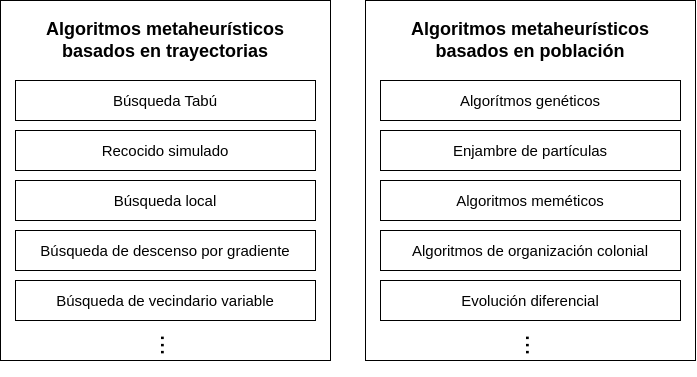 Algoritmos metaheurísticos
basados en trayectorias
Búsqueda Tabú
Recocido simulado
Búsqueda local
Búsqueda de descenso por gradiente
Búsqueda de vecindario variable
⋮
Algoritmos metaheurísticos
basados en población
Algorítmos genéticos
Enjambre de partículas
Algoritmos meméticos
Algoritmos de organización colonial
Evolución diferencial
⋮